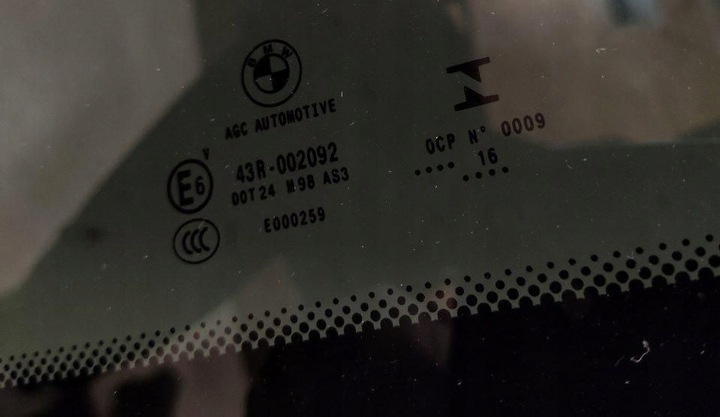 BMW
AGC AUTOMOTIVE
V
E6
43R-002092
DOT24 M98 AS3
CCC
E000259
OCP N° 0009
.... 16
.....